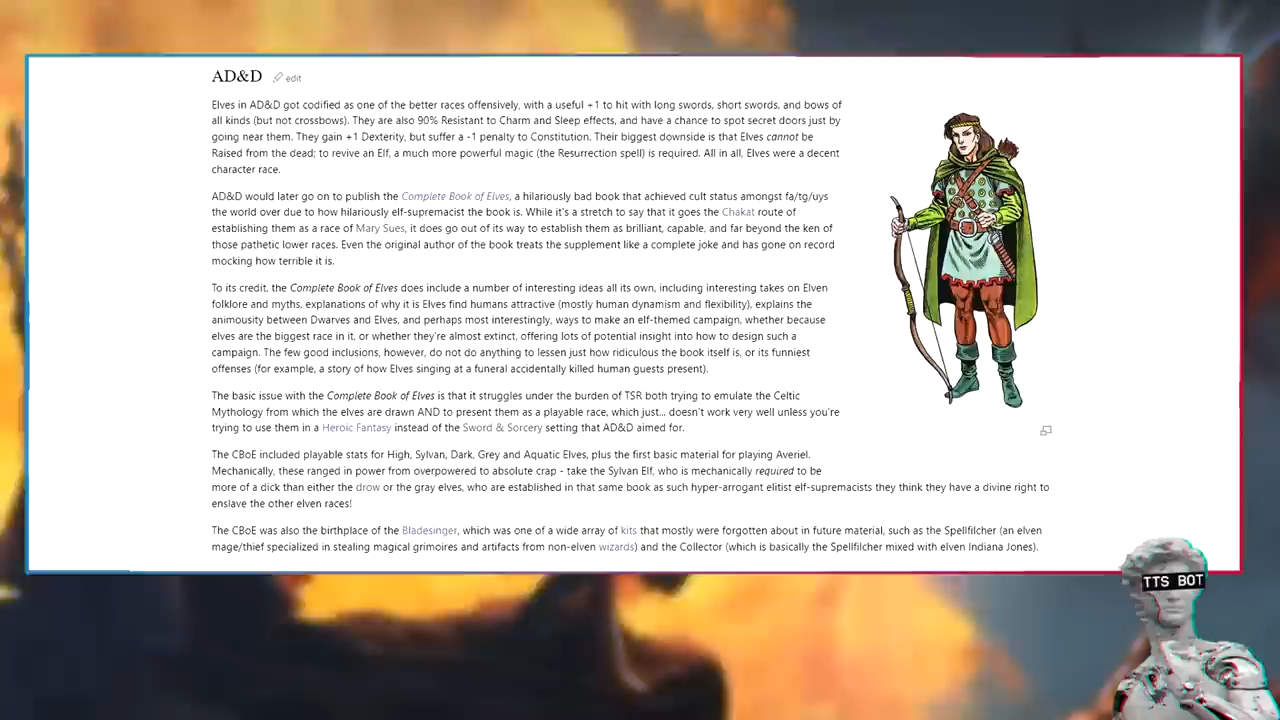 AD&D edit
Elves in AD&D got codified as one of the better races offensively, with a useful +1 to hit with long swords, short swords, and bows of
all kinds (but not crossbows). They are also 90% Resistant to Charm and Sleep effects, and have a chance to spot secret doors just by
going near them. They gain +1 Dexterity, but suffer a -1 penalty to Constitution. Their biggest downside is that Elves cannot be
Raised from the dead; to revive an Elf, a much more powerful magic (the Resurrection spell) is required. All in all, Elves were a decent
character race.
AD&D would later go on to publish the Complete Book of Elves, a hilariously bad book that achieved cult status amongst fa/tg/uys
the world over due to how hilariously elf-supremacist the book is. While it's a stretch to say that it goes the Chakat route of
establishing them as a race of Mary Sues, it does go out of its way to establish them as brilliant, capable, and far beyond the ken of
those pathetic lower races. Even the original author of the book treats the supplement like a complete joke and has gone on record
mocking how terrible it is.
To its credit, the Complete Book of Elves does include a number of interesting ideas all its own, including interesting takes on Elven
folklore and myths, explanations of why it is Elves find humans attractive (mostly human dynamism and flexibility), explains the
animousity between Dwarves and Elves, and perhaps most interestingly, ways to make an elf-themed campaign, whether because
elves are the biggest race in it, or whether they're almost extinct, offering lots of potential insight into how to design such a
campaign. The few good inclusions, however, do not do anything to lessen just how ridiculous the book itself is, or its funniest
offenses (for example, a story of how Elves singing at a funeral accidentally killed human guests present).
The basic issue with the Complete Book of Elves is that it struggles under the burden of TSR both trying to emulate the Celtic
Mythology from which the elves are drawn AND to present them as a playable race, which just... doesn't work very well unless you're
trying to use them in a Heroic Fantasy instead of the Sword & Sorcery setting that AD&D aimed for.
The CBoE included playable stats for High, Sylvan, Dark, Grey and Aquatic Elves, plus the first basic material for playing Averiel.
Mechanically, these ranged in power from overpowered to absolute crap - take the Sylvan Elf, who is mechanically required to be
more of a dick than either the drow or the gray elves, who are established in that same book as such hyper-arrogant elitist elf-supremacists they think they have a divine right to
enslave the other elven races!
The CBoE was also the birthplace of the Bladesinger, which was one of a wide array of kits that mostly were forgotten about in future material, such as the Spellfilcher (an elven
mage/thief specialized in stealing magical grimoires and artifacts from non-elven wizards) and the Collector (which is basically the Spellfilcher mixed with elven Indiana Jones).
TTS BOT